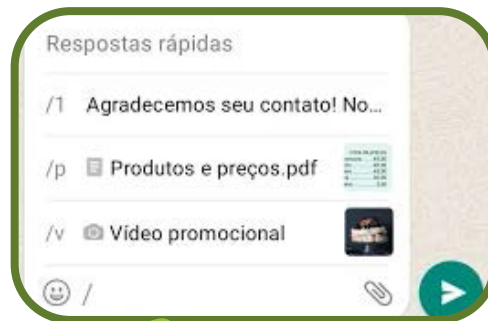 Respostas rápidas
/1 Agradecemos seu contato! No...
/p Produtos e preços.pdf
/v Vídeo promocional
/